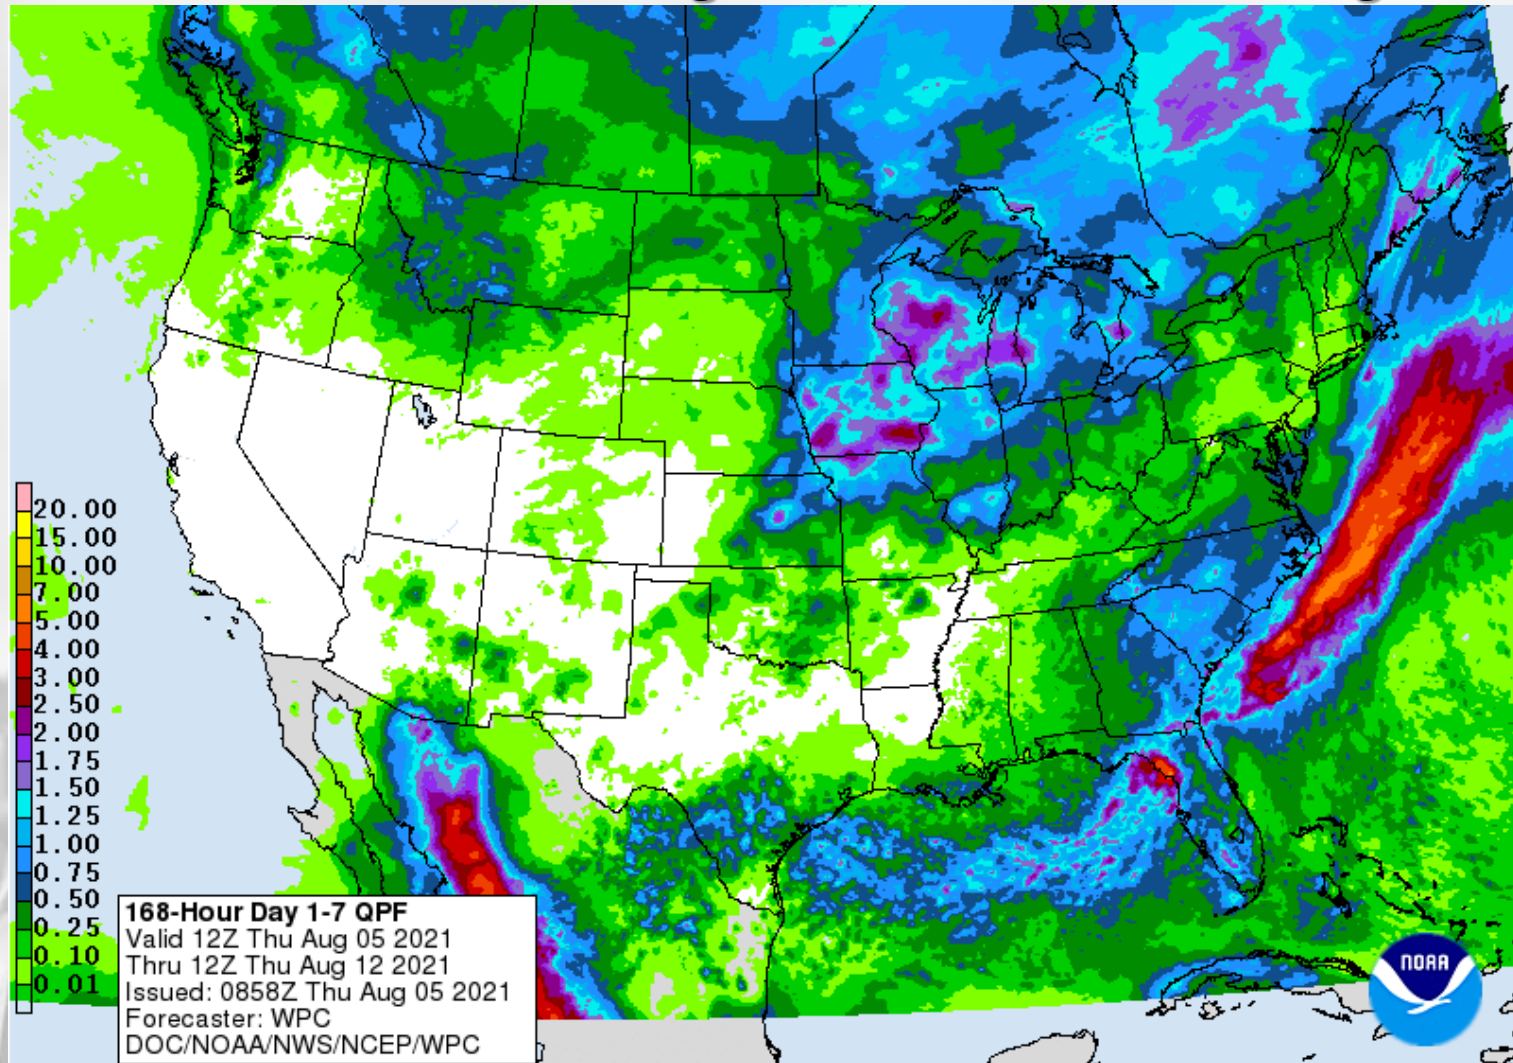 20.00
15.00
10.00
7.00
5.00
4.00
3.00
2.50
2.00
1.75
1.50
1.25
1.00
0.75
0.50
0.25
0.10
0.01
168-Hour Day 1-7 QPF
Valid 12Z Thu Aug 05 2021
Thru 12Z Thu Aug 12 2021
Issued: 0858Z Thu Aug 05 2021
Forecaster: WPC
DOC/NOAA/NWS/NCEP/WPC
NOAA